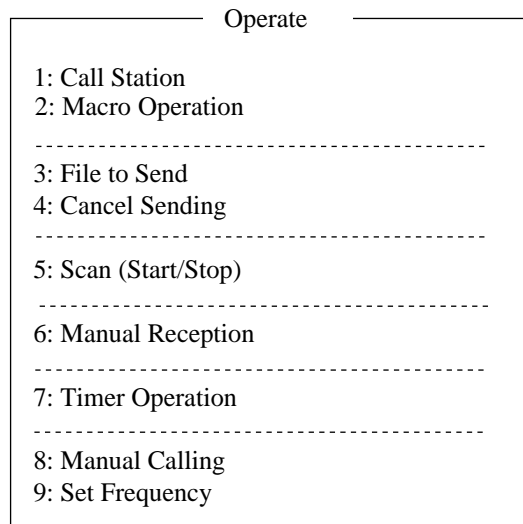 Operate
1: Call Station
2: Macro Operation
3: File to Send
4: Cancel Sending
5: Scan (Start/Stop)
6: Manual Reception
7: Timer Operation
8: Manual Calling
9: Set Frequency